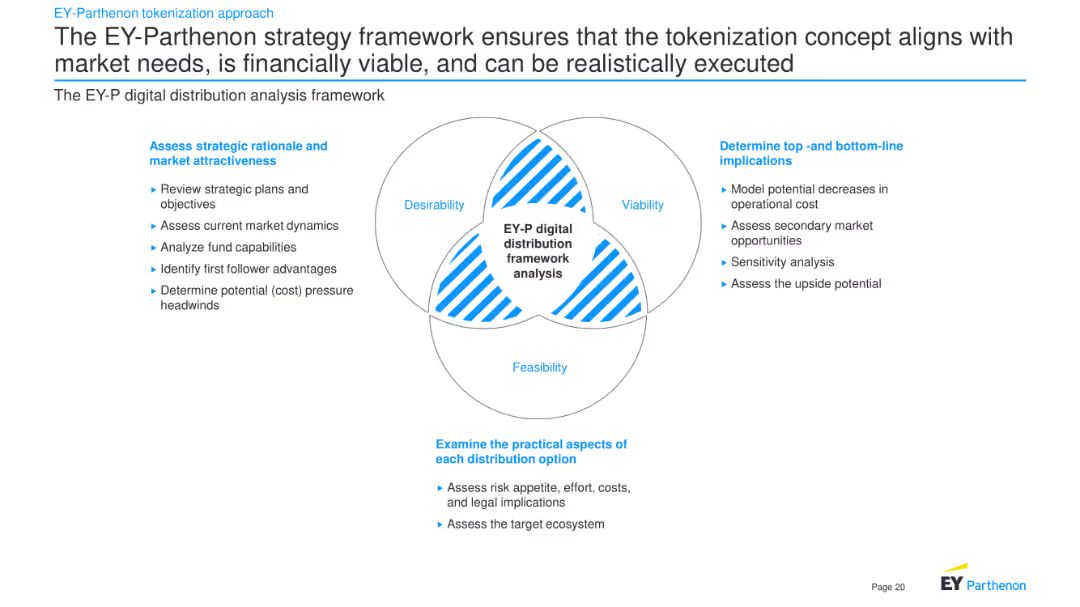 EY-Parthenon tokenization approach
The EY-Parthenon strategy framework ensures that the tokenization concept aligns with
market needs, is financially viable, and can be realistically executed
The EY-P digital distribution analysis framework
Assess strategic rationale and
market attractiveness
Review strategic plans and
objectives
Assess current market dynamics
Analyze fund capabilities
Identify first follower advantages
Determine potential (cost) pressure
headwinds
Desirability
Viability
EY-P digital
distribution
framework
analysis
Feasibility
Determine top -and bottom-line
implications
Model potential decreases in
operational cost
Assess secondary market
opportunities
Sensitivity analysis
Assess the upside potential
Examine the practical aspects of
each distribution option
Assess risk appetite, effort, costs,
and legal implications
Assess the target ecosystem
Page 20
EY Parthenon